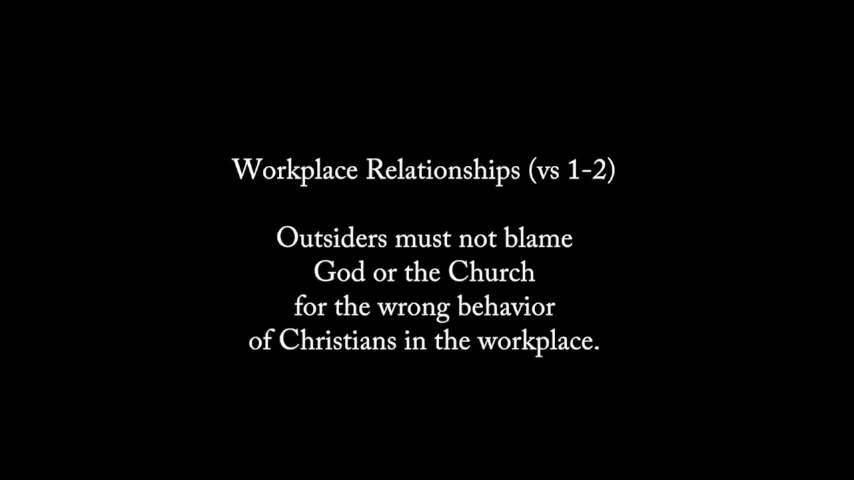 Workplace Relationships (vs 1-2)
Outsiders must not blame
God or the Church
for the wrong behavior
of Christians in the workplace.